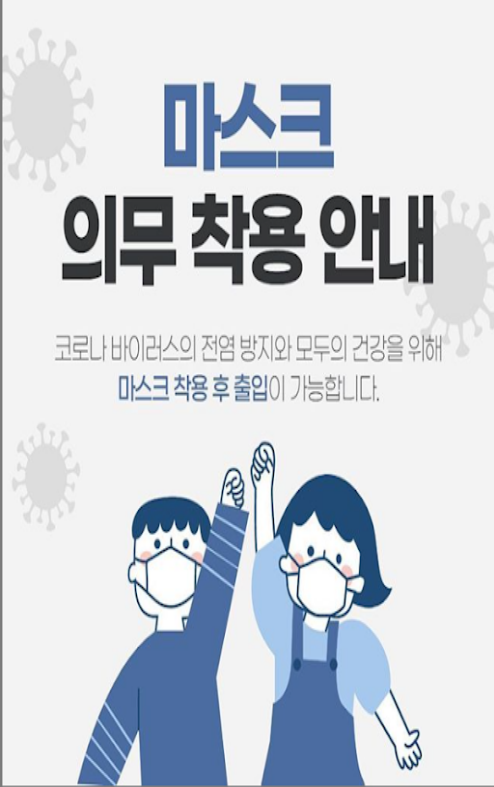 마스크
의무 착용 안내
코로나 바이러스의 전염 방지와 모두의 건강을 위해
마스크 착용 후 출입이 가능합니다.